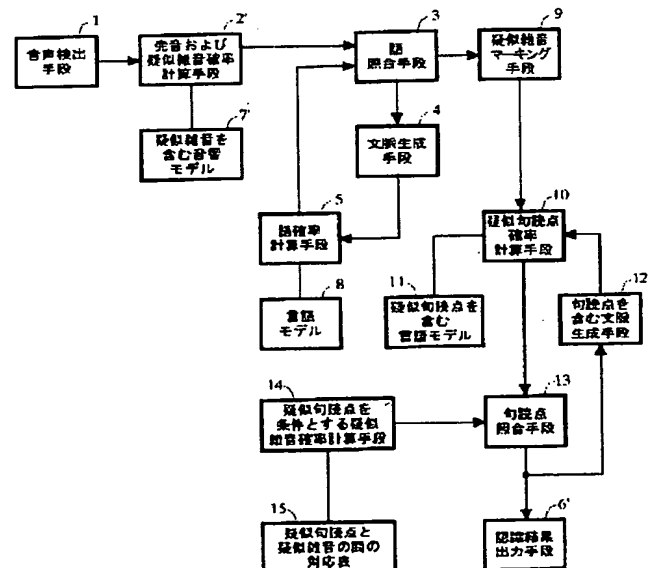 1
音声検出
手段
2'
発音および
疑似雑音確率
計算手段
3
語
照合手段
9
疑似雑音
マーキング
手段
7'
疑似雑音を
含む音響
モデル
4
文脈生成
手段
5
語確率
計算手段
8
言語
モデル
10
疑似句読点
確率
計算手段
11
疑似句読点を
含む
言語モデル
12
句読点を
含む文脈
生成手段
13
句読点
照合手段
14
疑似句読点を
条件とする疑似
雑音確率計算手段
15
疑似句読点と
疑似雑音の間の
対応表
6'
認識結果
出力手段